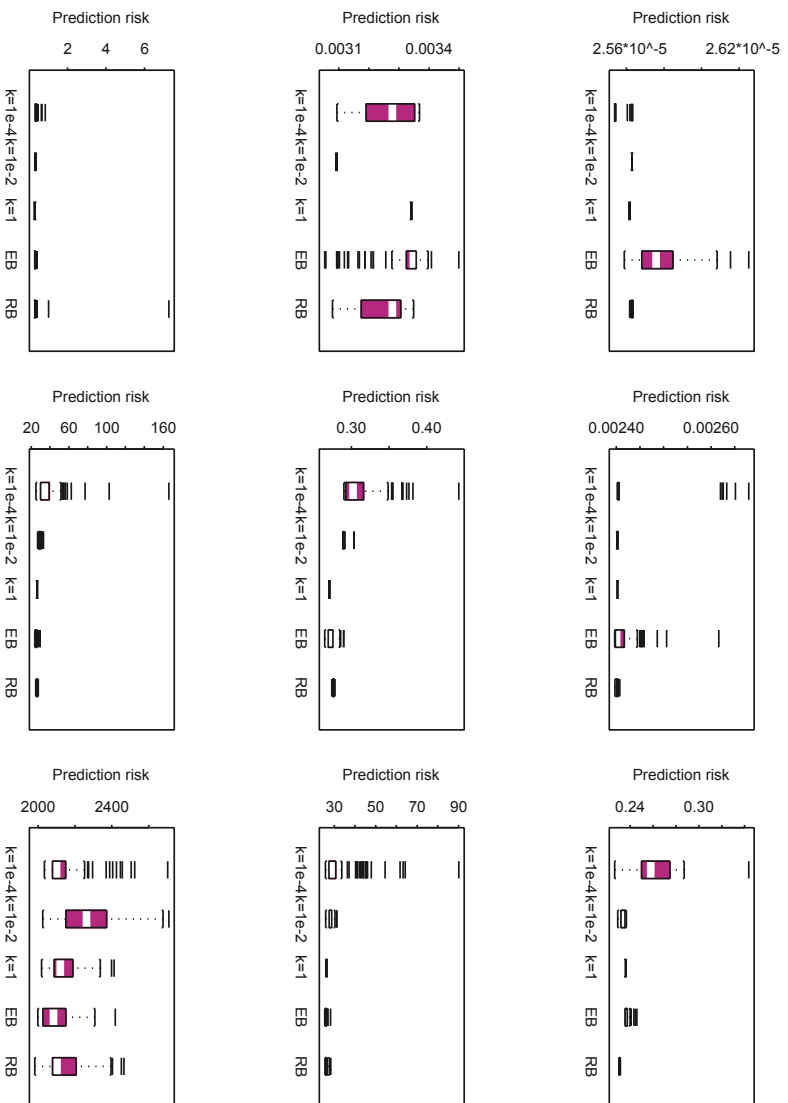 Prediction risk
2 4 6
k=1e-4 k=1e-2 k=1 EB RB
Prediction risk
0.0031 0.0034
k=1e-4 k=1e-2 k=1 EB RB
Prediction risk
2.56*10^-5 2.62*10^-5
k=1e-4 k=1e-2 k=1 EB RB
Prediction risk
20 60 100 160
k=1e-4 k=1e-2 k=1 EB RB
Prediction risk
0.30 0.40
k=1e-4 k=1e-2 k=1 EB RB
Prediction risk
0.00240 0.00260
k=1e-4 k=1e-2 k=1 EB RB
Prediction risk
2000 2400
k=1e-4 k=1e-2 k=1 EB RB
Prediction risk
30 50 70 90
k=1e-4 k=1e-2 k=1 EB RB
Prediction risk
0.24 0.30
k=1e-4 k=1e-2 k=1 EB RB